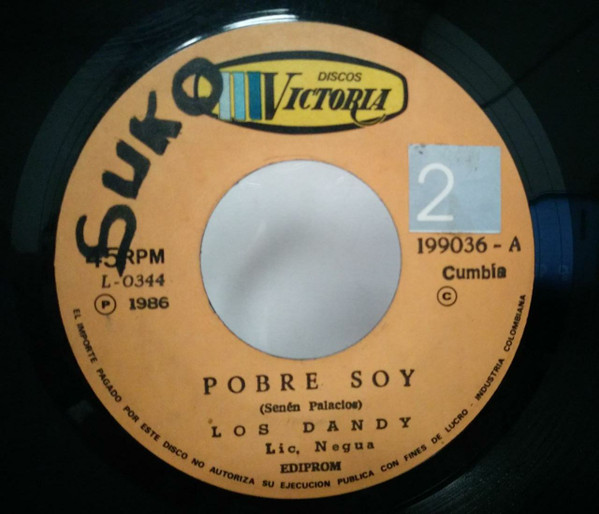 SUKO
DISCOS
VICTORIA
2
45 RPM
L-0344
Ⓟ 1986
199036 - A
Cumbia
©
POBRE SOY
(Senén Palacios)
LOS DANDY
Lic. Negua
EDIPROM
EL IMPORTE PAGADO POR ESTE DISCO NO AUTORIZA SU EJECUCION PUBLICA CON FINES DE LUCRO - INDUSTRIA COLOMBIANA